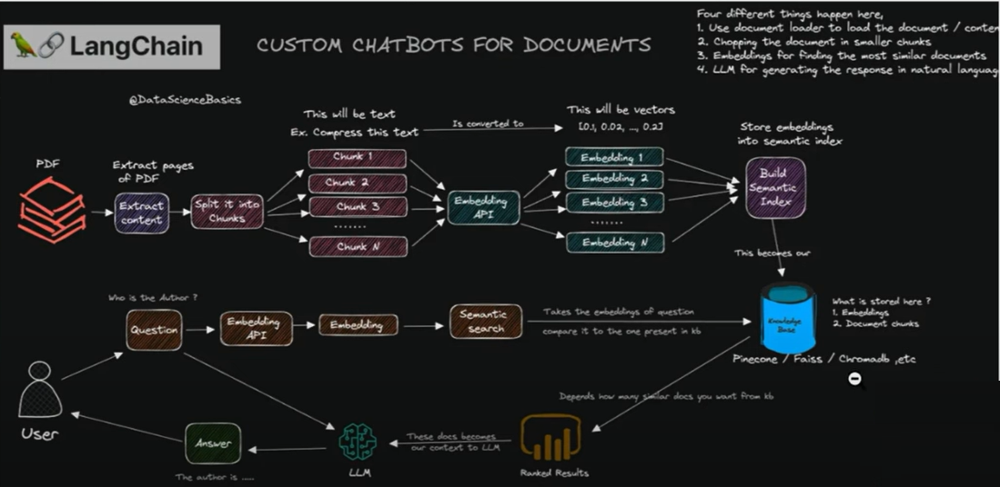 LangChain
CUSTOM CHATBOTS FOR DOCUMENTS
Four different things happen here,
1. Use document loader to load the document / conten
2. Chopping the document in smaller chunks
3. Embeddings for finding the most similar documents
4. LLM for generating the response in natural languag
@DataScienceBasics
This will be text
Ex. Compress this text
Is converted to
This will be vectors
[0.1, 0.02, ..., 0.2]
Store embeddings
into semantic index
PDF
Extract pages
of PDF
Extract
content
Split it into
Chunks
Chunk 1
Chunk 2
Chunk 3
.......
Chunk N
Embedding
API
Embedding 1
Embedding 2
Embedding 3
.......
Embedding N
Build
Semantic
Index
This becomes our
Who is the Author ?
Question
Embedding
API
Embedding
Semantic
search
Takes the embeddings of question
compare it to the one present in kb
Knowledge
Base
What is stored here ?
1. Embeddings
2. Document chunks
Pinecone / Faiss / Chromadb ,etc
Depends how many similar docs you want from kb
User
Answer
The author is .....
LLM
These docs becomes
our context to LLM
Ranked Results